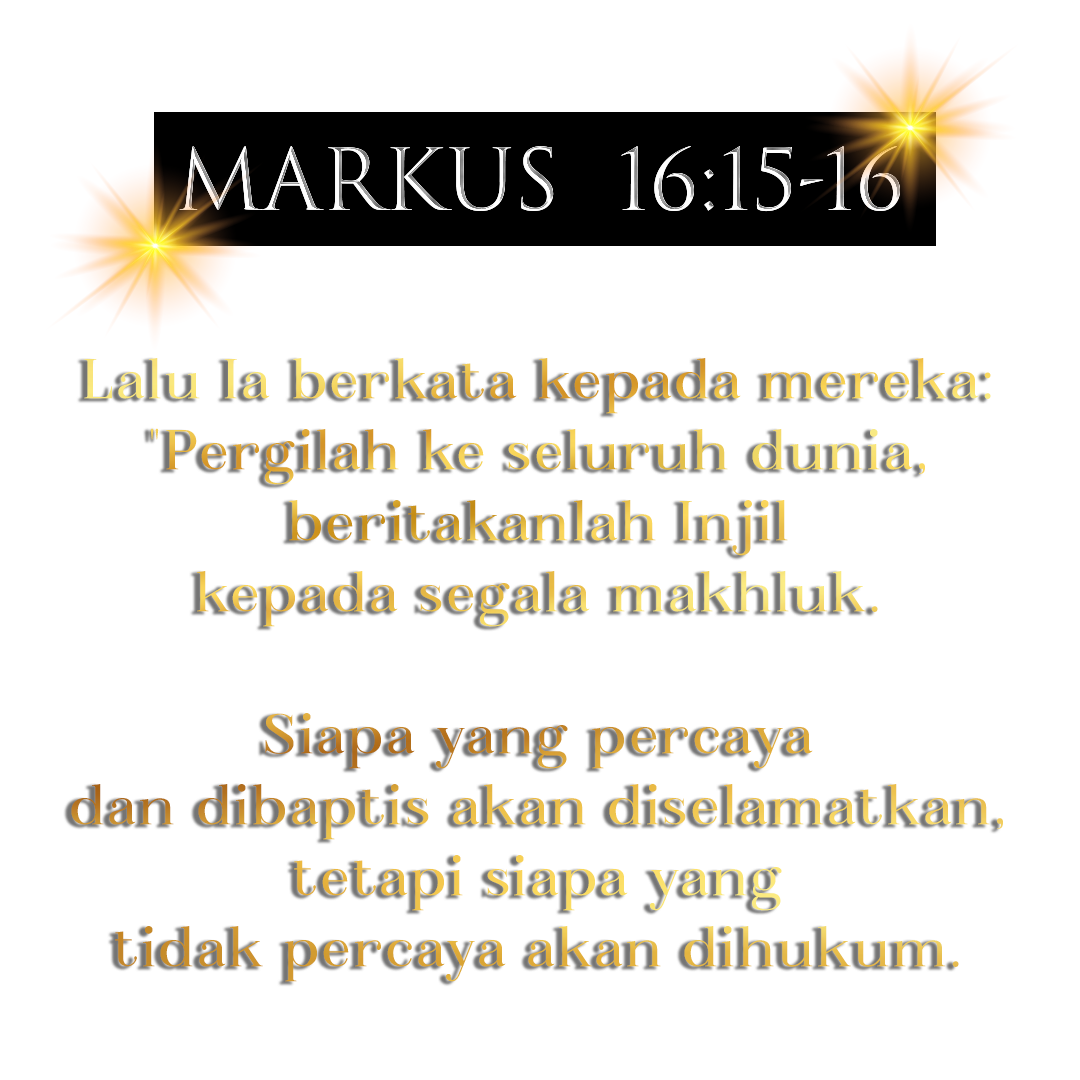 MARKUS 16:15-16
Lalu Ia berkata kepada mereka:
"Pergilah ke seluruh dunia,
beritakanlah Injil
kepada segala makhluk.
Siapa yang percaya
dan dibaptis akan diselamatkan,
tetapi siapa yang
tidak percaya akan dihukum.